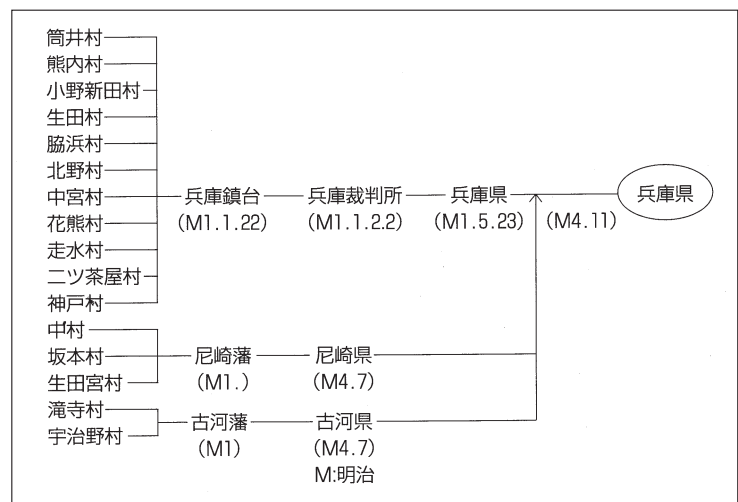 筒井村
熊内村
小野新田村
生田村
脇浜村
北野村
中宮村
花熊村
走水村
二ツ茶屋村
神戸村
兵庫鎮台
(M1.1.22)
兵庫裁判所
(M1.1.2.2)
兵庫県
(M1.5.23)
(M4.11)
兵庫県
中村
坂本村
生田宮村
尼崎藩
(M1.)
尼崎県
(M4.7)
滝寺村
宇治野村
古河藩
(M1)
古河県
(M4.7)
M:明治